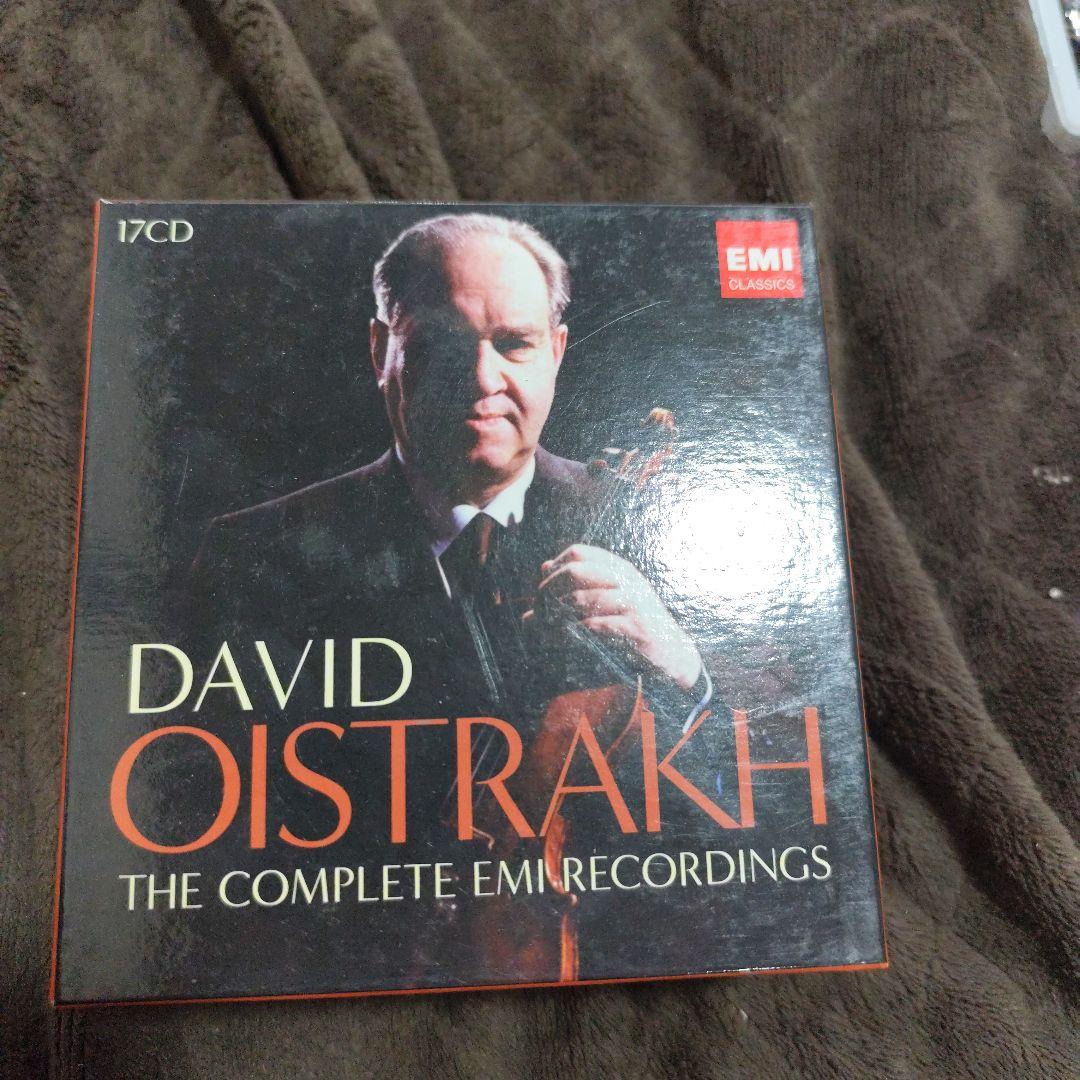 17CD
EMI
CLASSICS
DAVID
OISTRAKH
THE COMPLETE EMI RECORDINGS